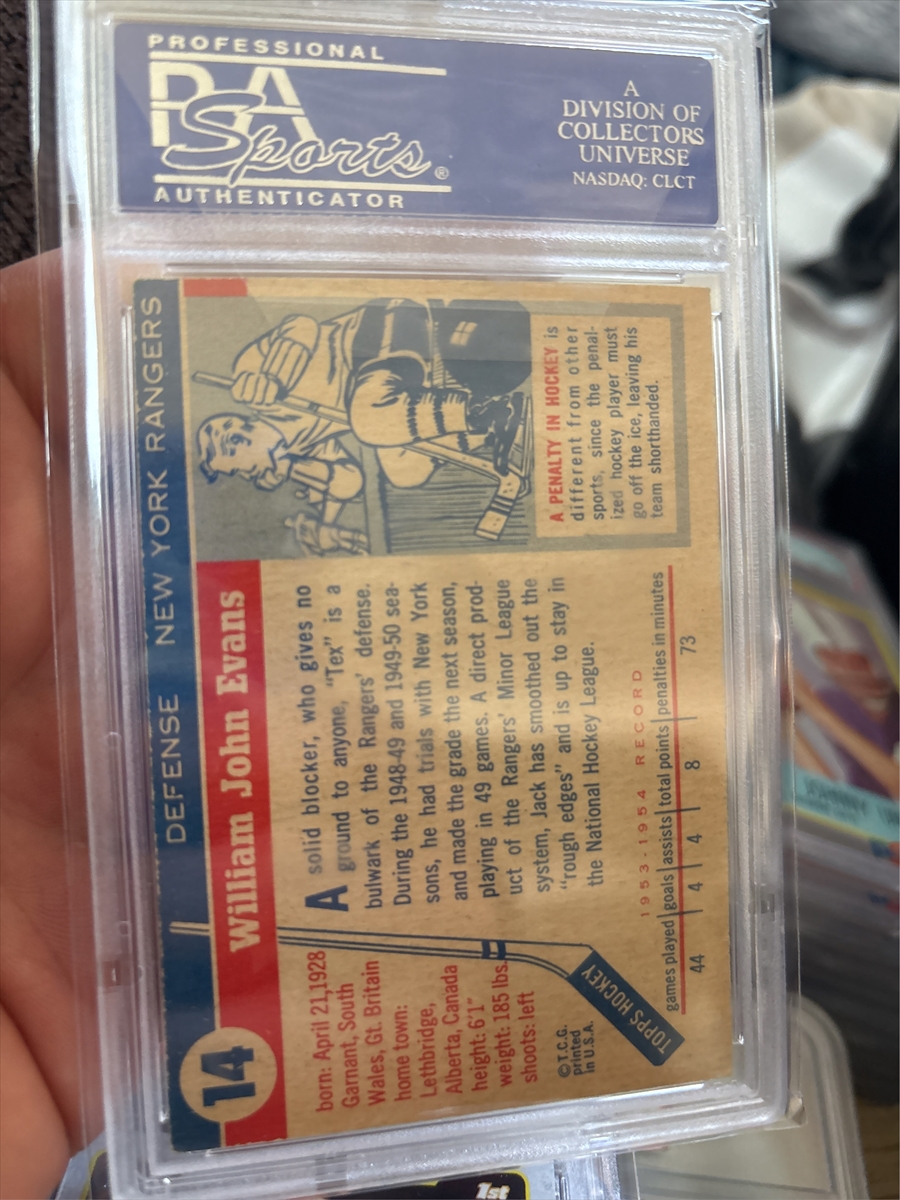 PROFESSIONAL
PSA
Sports®
AUTHENTICATOR
A
DIVISION OF
COLLECTORS
UNIVERSE
NASDAQ: CLCT
14
DEFENSE NEW YORK RANGERS
William John Evans
born: April 21,1928
Garnant, South
Wales, Gt. Britain
home town:
Lethbridge,
Alberta, Canada
height: 6'1"
weight: 185 lbs.
shoots: left
© T.C.G.
printed
in U.S.A.
TOPPS HOCKEY
A solid blocker, who gives no
ground to anyone, "Tex" is a
bulwark of the Rangers' defense.
During the 1948-49 and 1949-50 sea-
sons, he had trials with New York
and made the grade the next season,
playing in 49 games. A direct prod-
uct of the Rangers' Minor League
system, Jack has smoothed out the
"rough edges" and is up to stay in
the National Hockey League.
A PENALTY IN HOCKEY is
different from other
sports, since the penal-
ized hockey player must
go off the ice, leaving his
team shorthanded.
1953-1954 RECORD
games played goals assists total points penalties in minutes
44 4 4 8 73
1st